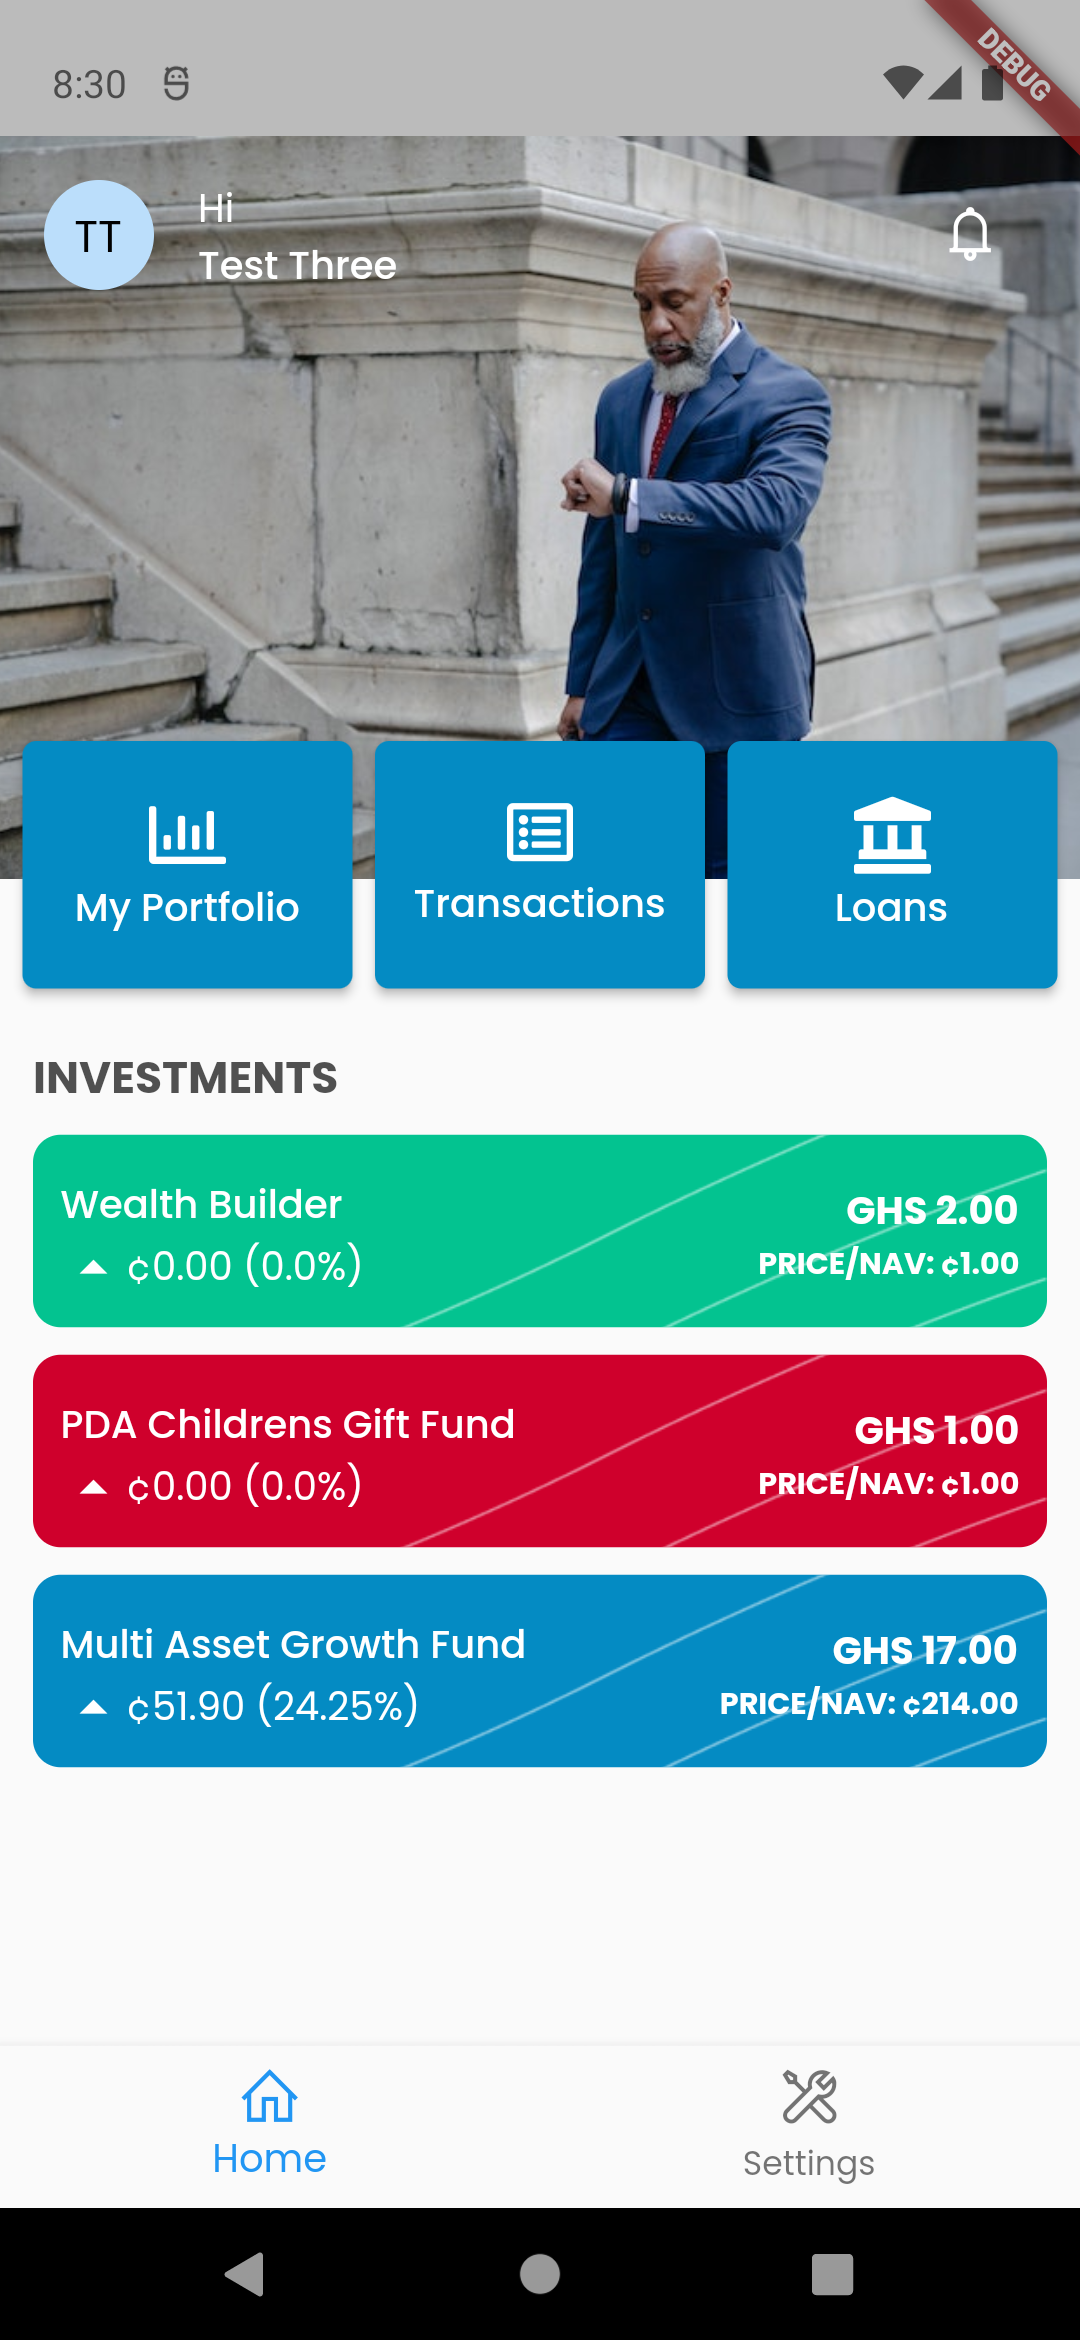 8:30
DEBUG
TT
Hi
Test Three
My Portfolio
Transactions
Loans
INVESTMENTS
Wealth Builder
GHS 2.00
¢0.00 (0.0%)
PRICE/NAV: ¢1.00
PDA Childrens Gift Fund
GHS 1.00
¢0.00 (0.0%)
PRICE/NAV: ¢1.00
Multi Asset Growth Fund
GHS 17.00
¢51.90 (24.25%)
PRICE/NAV: ¢214.00
Home
Settings